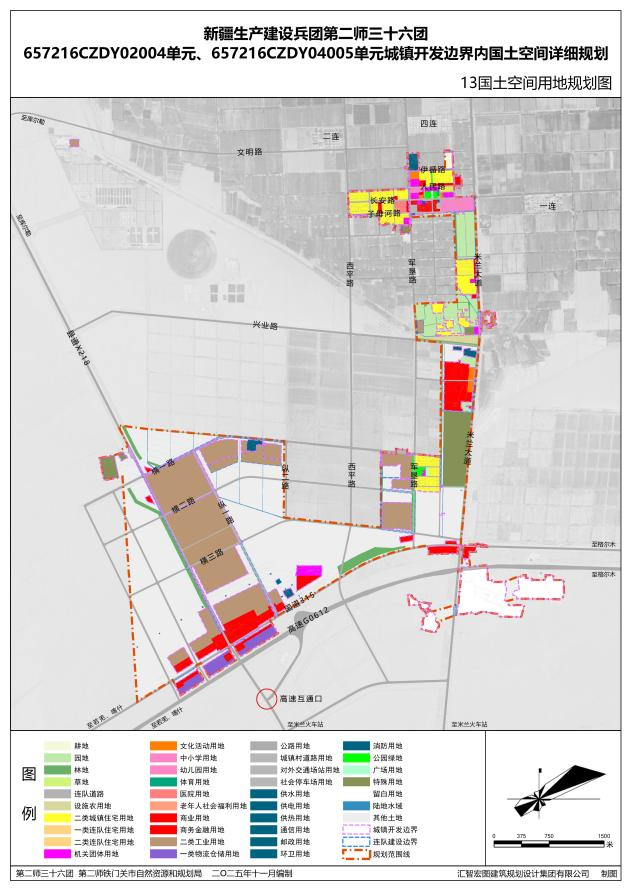 新疆生产建设兵团第二师三十六团
657216CZDY02004单元、657216CZDY04005单元城镇开发边界内国土空间详细规划
13国土空间用地规划图
至库尔勒
四连
二连
文明路
伊循路
长安路
子母河路
一连
至库尔勒
西平路
军垦路
米兰大道
兴业路
县道X218
米兰大道
横一路
纵二路
西平路
军垦路
横二路
纵一路
横三路
至格尔木
至格尔木
国道315
高速G0612
高速互通口
至若羌、喀什
至若羌、喀什
至米兰火车站
至米兰火车站
图例
耕地
园地
林地
草地
连队道路
设施农用地
二类城镇住宅用地
一类连队住宅用地
二类连队住宅用地
机关团体用地
文化活动用地
中小学用地
幼儿园用地
体育用地
医院用地
老年人社会福利用地
商业用地
商务金融用地
二类工业用地
一类物流仓储用地
公路用地
城镇村道路用地
对外交通场站用地
社会停车场用地
供水用地
供电用地
供热用地
通信用地
邮政用地
环卫用地
消防用地
公园绿地
广场用地
特殊用地
留白用地
陆地水域
其他土地
城镇开发边界
连队建设边界
规划范围线
0 375 750 1500 米
第二师三十六团 第二师铁门关市自然资源和规划局 二〇二五年十一月编制
汇智宏图建筑规划设计集团有限公司 制图